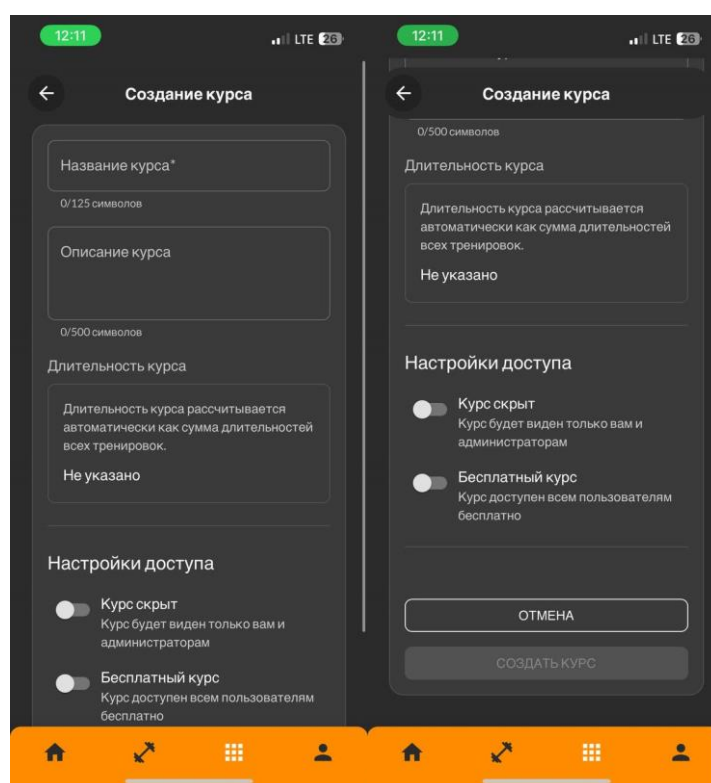 12:11
LTE 26
Создание курса
Название курса*
0/125 символов
Описание курса
0/500 символов
Длительность курса
Длительность курса рассчитывается
автоматически как сумма длительностей
всех тренировок.
Не указано
Настройки доступа
Курс скрыт
Курс будет виден только вам и
администраторам
Бесплатный курс
Курс доступен всем пользователям
бесплатно
12:11
LTE 26
Создание курса
0/500 символов
Длительность курса
Длительность курса рассчитывается
автоматически как сумма длительностей
всех тренировок.
Не указано
Настройки доступа
Курс скрыт
Курс будет виден только вам и
администраторам
Бесплатный курс
Курс доступен всем пользователям
бесплатно
ОТМЕНА
СОЗДАТЬ КУРС